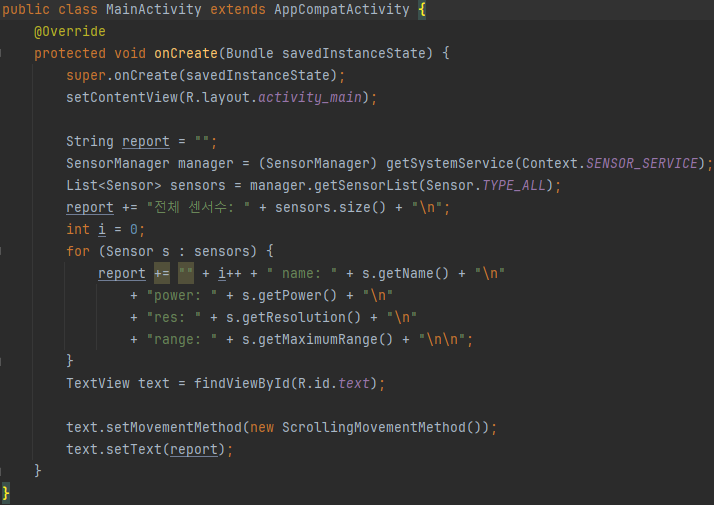 public class MainActivity extends AppCompatActivity {
    @Override
    protected void onCreate(Bundle savedInstanceState) {
        super.onCreate(savedInstanceState);
        setContentView(R.layout.activity_main);

        String report = "";
        SensorManager manager = (SensorManager) getSystemService(Context.SENSOR_SERVICE);
        List<Sensor> sensors = manager.getSensorList(Sensor.TYPE_ALL);
        report += "전체 센서수: " + sensors.size() + "\n";
        int i = 0;
        for (Sensor s : sensors) {
            report += "" + i++ + " name: " + s.getName() + "\n"
                + "power: " + s.getPower() + "\n"
                + "res: " + s.getResolution() + "\n"
                + "range: " + s.getMaximumRange() + "\n\n";
        }
        TextView text = findViewById(R.id.text);

        text.setMovementMethod(new ScrollingMovementMethod());
        text.setText(report);
    }
}